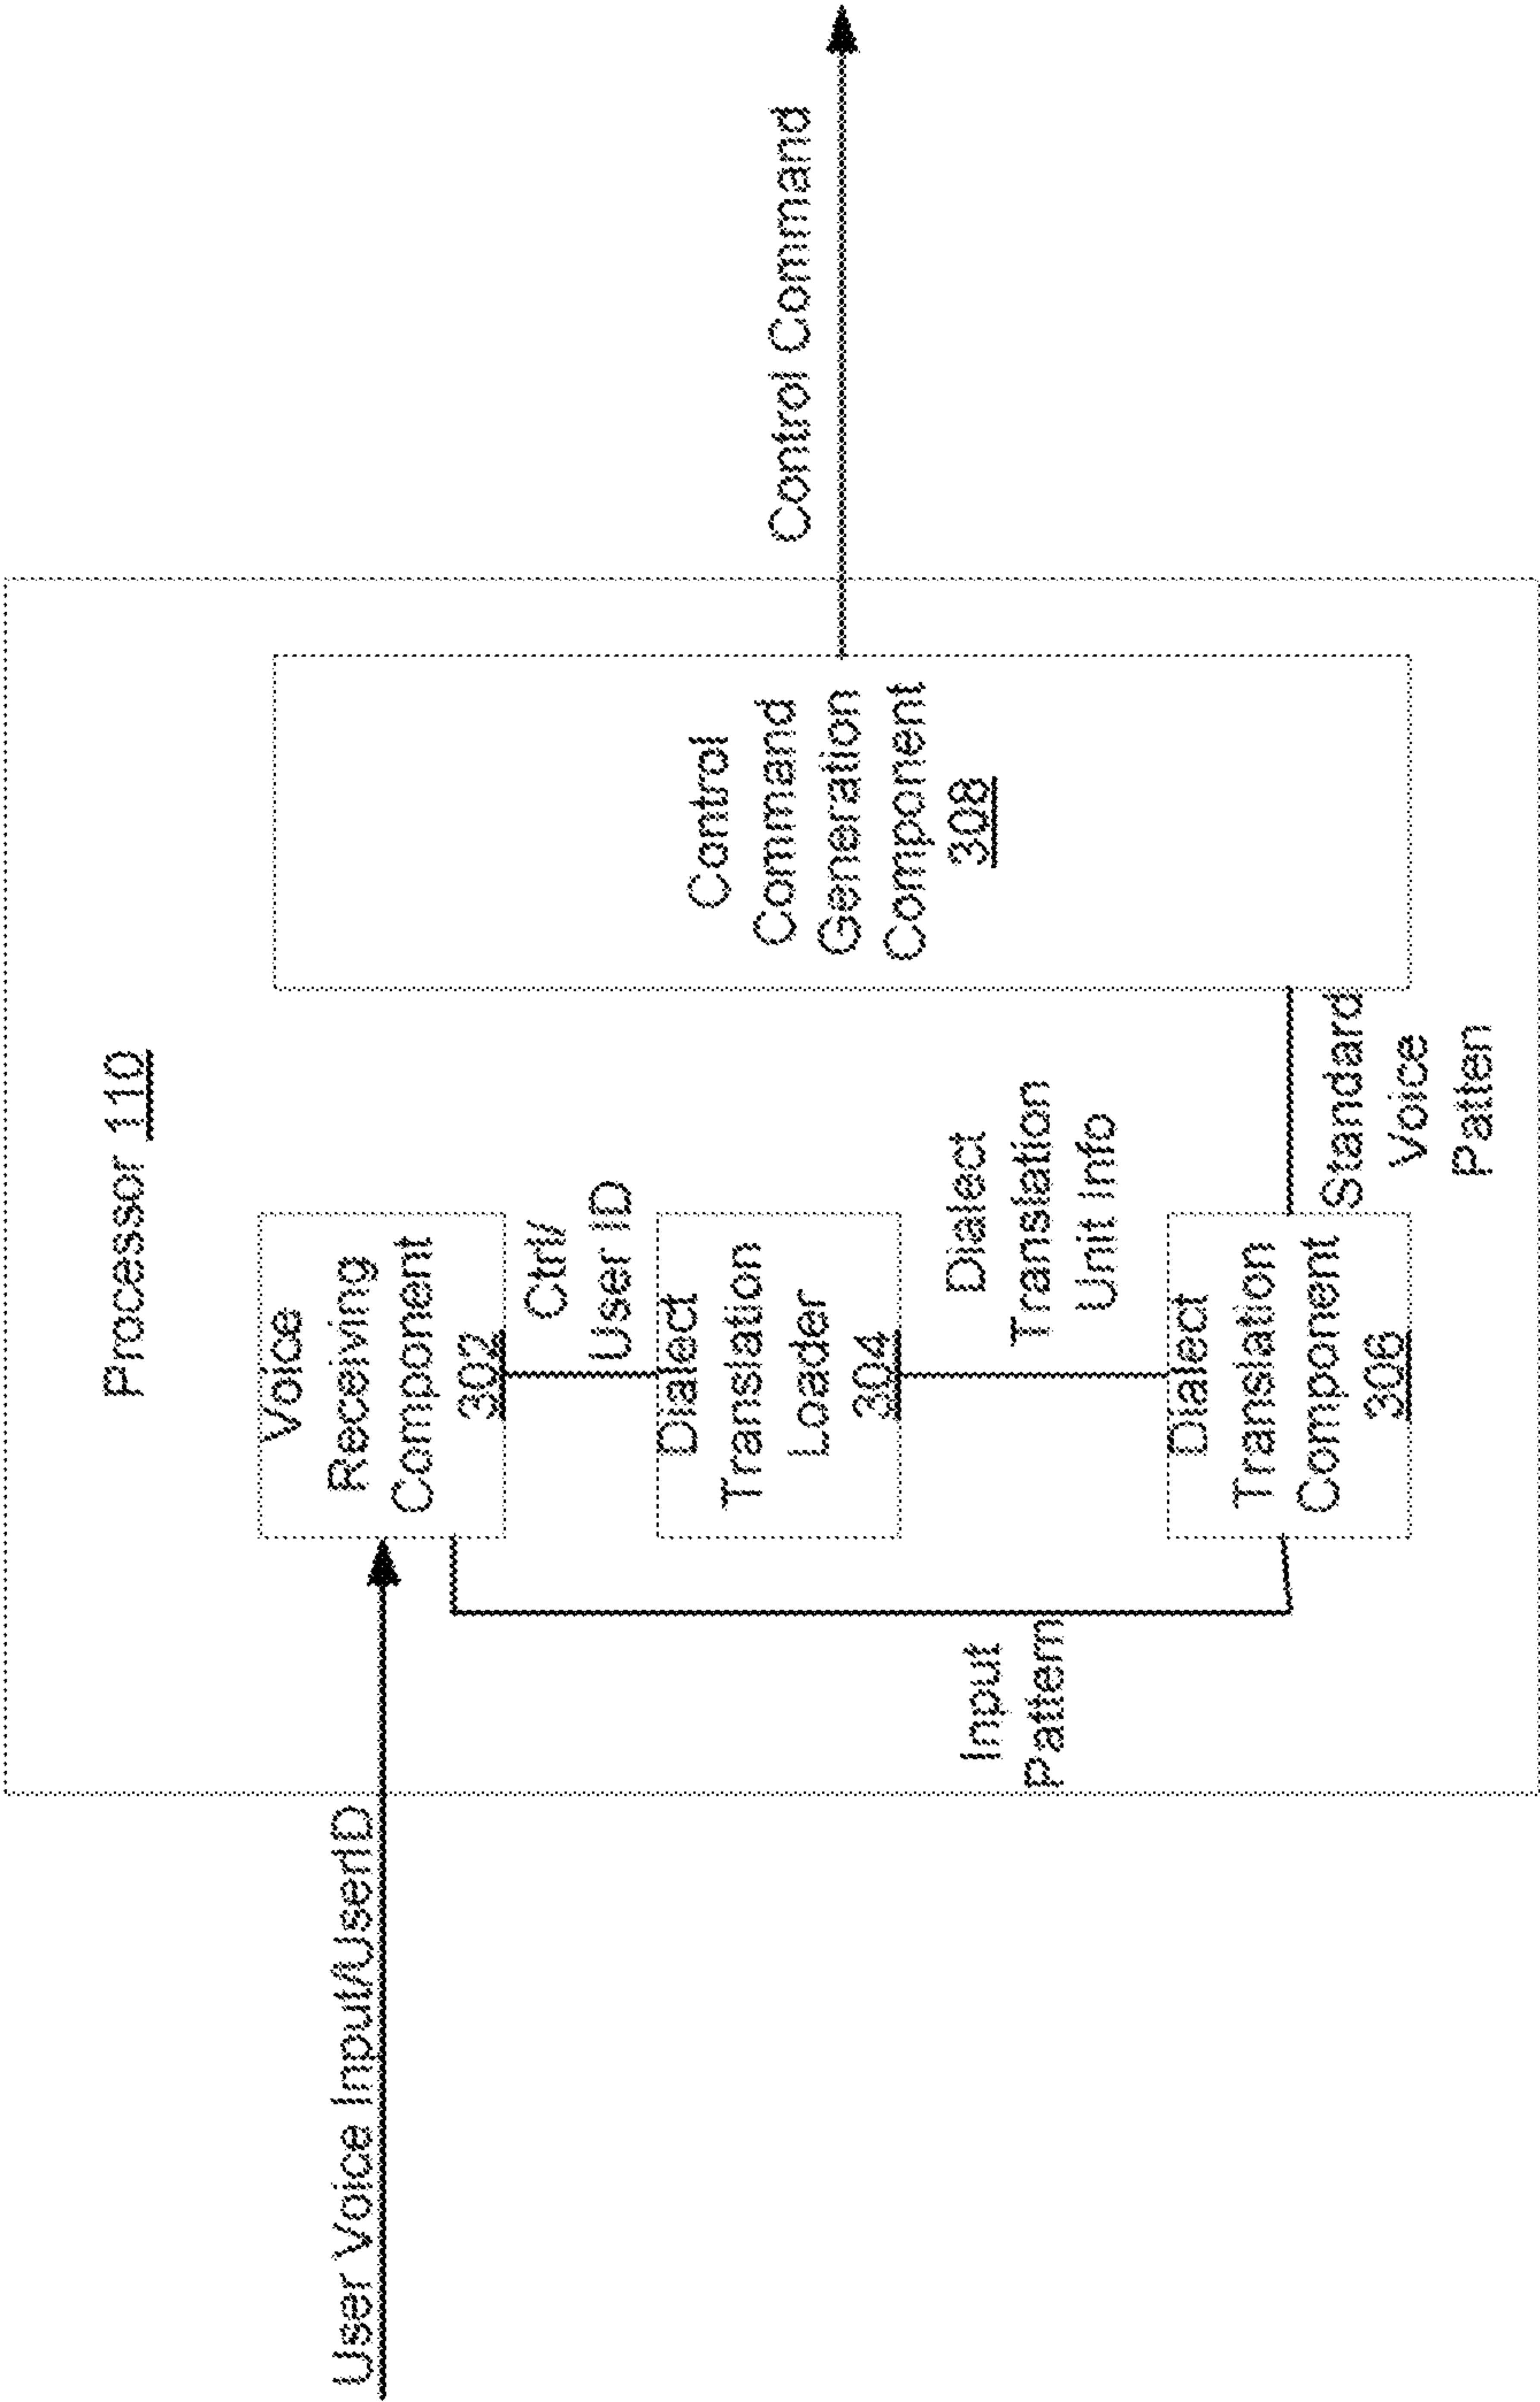 Processor 110
User Voice Input/UserID
Voice
Receiving
Component
302
Ctrl/
User ID
Dialect
Translation
Loader
304
Dialect
Translation
Unit Info
Dialect
Translation
Component
306
Input
Pattern
Standard
Voice
Patten
Control
Command
Generation
Component
308
Control Command